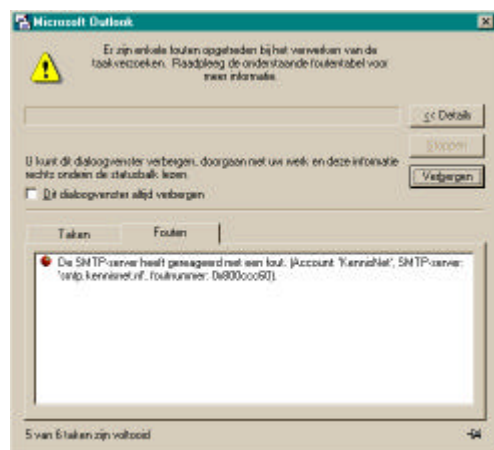 Microsoft Outlook
Er zijn enkele fouten opgetreden bij het verwerken van de
taakverzoeken. Raadpleeg de onderstaande foutentabel voor
meer informatie.
<< Details
Stoppen
U kunt dit dialoogvenster verbergen, doorgaan met uw werk en deze informatie
rechts onderin de statusbalk lezen.
Verbergen
Dit dialoogvenster altijd verbergen
Taken
Fouten
De SMTP-server heeft gereageerd met een fout. (Account: 'KennisNet', SMTP-server:
'smtp.kennisnet.nl', foutnummer: 0x800ccc60).
5 van 6 taken zijn voltooid